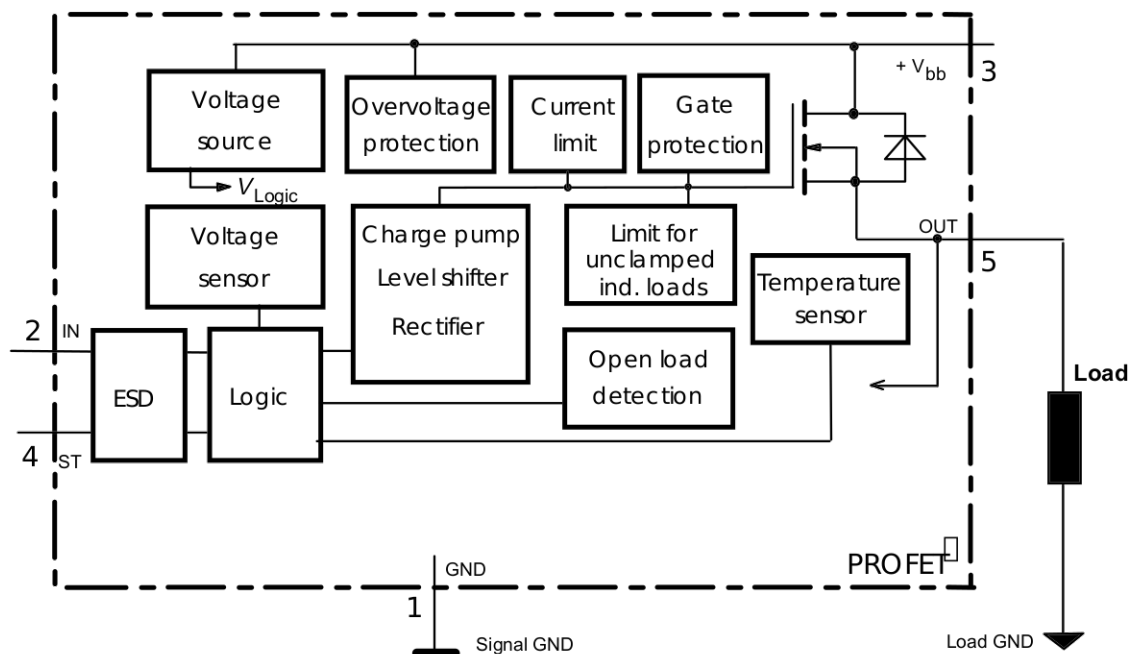 + Vbb
3
Voltage
source
Overvoltage
protection
Current
limit
Gate
protection
VLogic
Voltage
sensor
Charge pump
Level shifter
Rectifier
Limit for
unclamped
ind. loads
OUT
5
Temperature
sensor
2
IN
ESD
Logic
Open load
detection
Load
4
ST
PROFET
GND
1
Signal GND
Load GND